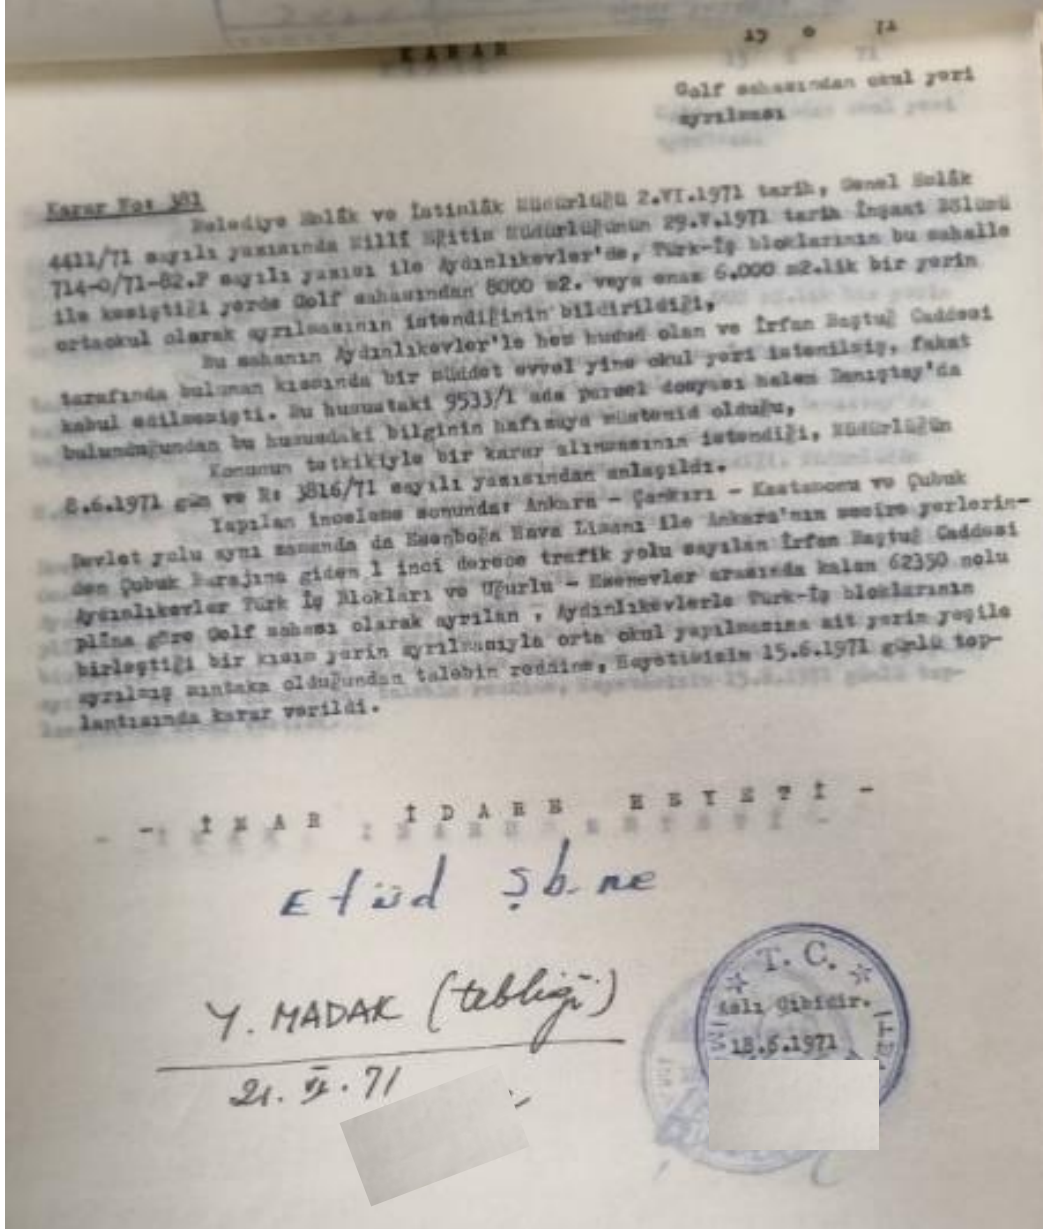 KARAR
15 6 71
Golf sahasından okul yeri
ayrılması
Karar No: 381
Belediye Emlâk ve İstimlâk Müdürlüğü 2.VI.1971 tarih, Genel Emlâk
4411/71 sayılı yazısında Millî Eğitim Müdürlüğünün 29.V.1971 tarih İnşaat Bölümü
714-0/71-82.F sayılı yazısı ile Aydınlıkevler'de, Türk-İş bloklarının bu mahalle
ile kesiştiği yerde Golf sahasından 8000 m2. veya enaz 6.000 m2.lik bir yerin
ortaokul olarak ayrılmasının istendiğinin bildirildiği,
Bu sahanın Aydınlıkevler'le hem hudud olan ve İrfan Baştuğ Caddesi
tarafında bulunan kısmında bir müddet evvel yine okul yeri istenilmiş, fakat
kabul edilmemişti. Bu husustaki 9533/1 ada parsel dosyası halen Danıştay'da
bulunduğundan bu husustaki bilginin hafızaya müstenid olduğu,
Konunun tetkikiyle bir karar alınmasının istendiği, Müdürlüğün
8.6.1971 gün ve R: 3816/71 sayılı yazısından anlaşıldı.
Yapılan inceleme sonunda: Ankara - Çankırı - Kastamonu ve Çubuk
Devlet yolu aynı zamanda da Esenboğa Hava Limanı ile Ankara'nın mesire yerlerin-
den Çubuk Barajına giden 1 inci derece trafik yolu sayılan İrfan Baştuğ Caddesi
Aydınlıkevler Türk İş Blokları ve Uğurlu - Esenevler arasında kalan 62350 nolu
plâna göre Golf sahası olarak ayrılan , Aydınlıkevlerle Türk-İş bloklarının
birleştiği bir kısım yerin ayrılmasıyla orta okul yapılmasına ait yerin yeşile
ayrılmış mıntaka olduğundan talebin reddine, Heyetimizin 15.6.1971 günlü top-
lantısında karar verildi.
- İMAR İDARE HEYETİ -
Etüd Şb. ne
Y. MADAK (tebliği)
21. VI. 71
T. C.
Aslı Gibidir.
18.6.1971